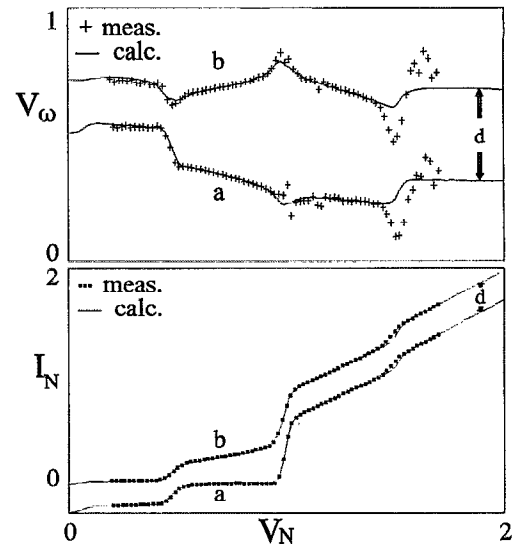 1
+ meas.
— calc.
b
V_ω
d
a
0
2
meas.
calc.
d
I_N
b
0
a
0
V_N
2